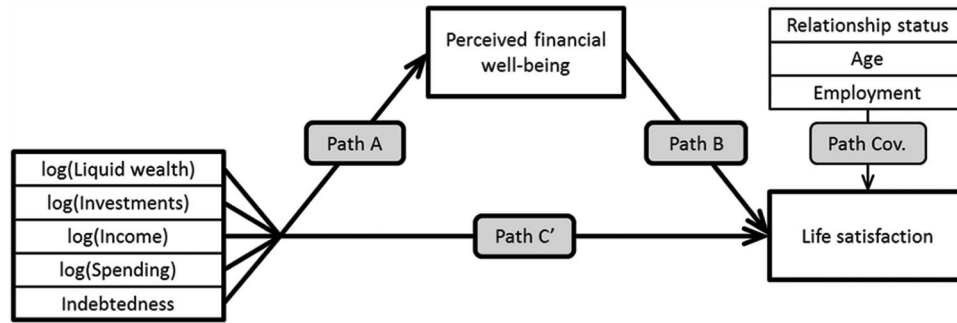 Perceived financial
well-being
Relationship status
Age
Employment
Path A
Path B
Path Cov.
log(Liquid wealth)
log(Investments)
log(Income)
log(Spending)
Indebtedness
Path C’
Life satisfaction